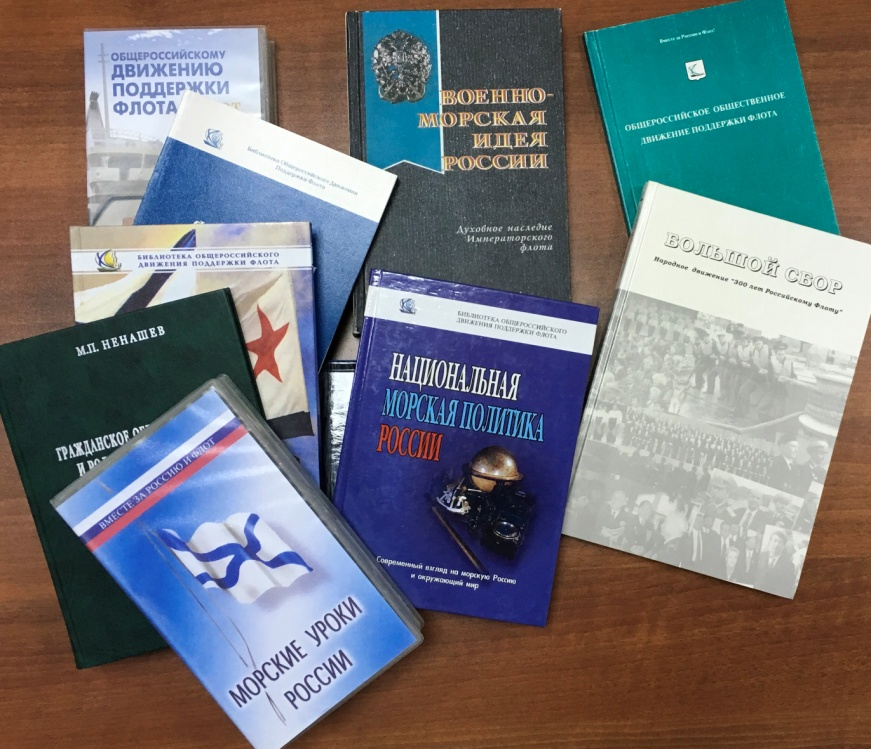 ОБЩЕРОССИЙСКОМУ
ДВИЖЕНИЮ
ПОДДЕРЖКИ
ФЛОТА
Библиотека Общероссийского Движения
Поддержки Флота
БИБЛИОТЕКА ОБЩЕРОССИЙСКОГО
ДВИЖЕНИЯ ПОДДЕРЖКИ ФЛОТА
М.П. НЕНАШЕВ
ГРАЖДАНСКОЕ
И
ВМЕСТЕ ЗА РОССИЮ И ФЛОТ
МОРСКИЕ УРОКИ
РОССИИ
ВОЕННО-
МОРСКАЯ
ИДЕЯ
РОССИИ
Духовное наследие
Императорского
флота
БИБЛИОТЕКА ОБЩЕРОССИЙСКОГО
ДВИЖЕНИЯ ПОДДЕРЖКИ ФЛОТА
НАЦИОНАЛЬНАЯ
МОРСКАЯ ПОЛИТИКА
РОССИИ
Современный взгляд на морскую Россию
и окружающий мир
Вместе за Россию и Флот!
ОБЩЕРОССИЙСКОЕ ОБЩЕСТВЕННОЕ
ДВИЖЕНИЕ ПОДДЕРЖКИ ФЛОТА
БОЛЬШОЙ СБОР
Народное движение "300 лет Российскому Флоту"